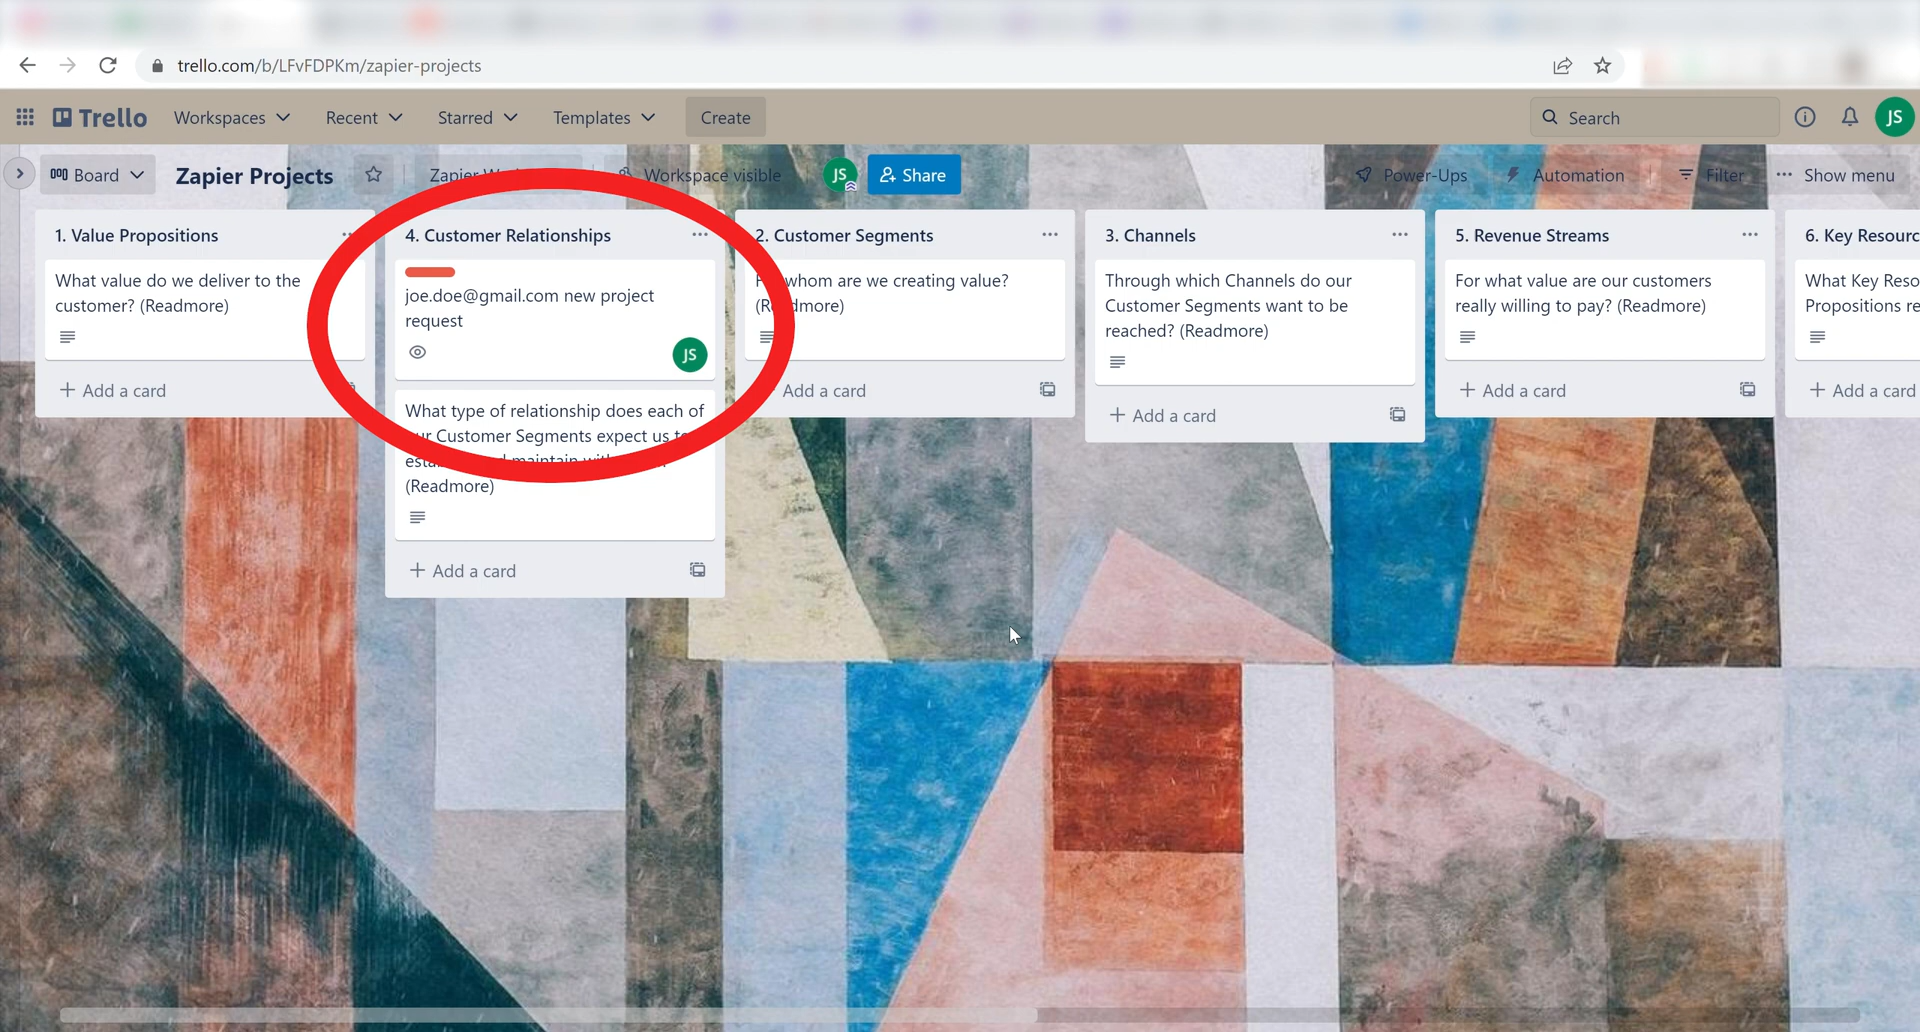 trello.com/b/LFvFDPKm/zapier-projects
Trello
Workspaces
Recent
Starred
Templates
Create
Search
JS
Board
Zapier Projects
Zapier
Workspace visible
JS
Share
Power-Ups
Automation
Filter
Show menu
1. Value Propositions
What value do we deliver to the
customer? (Readmore)
+ Add a card
4. Customer Relationships
joe.doe@gmail.com new project
request
JS
What type of relationship does each of
Customer Segments expect us
maintain
(Readmore)
+ Add a card
2. Customer Segments
whom are we creating value?
Add a card
3. Channels
Through which Channels do our
Customer Segments want to be
reached? (Readmore)
+ Add a card
5. Revenue Streams
For what value are our customers
really willing to pay? (Readmore)
+ Add a card
6. Key Resourc
What Key Reso
Propositions re
+ Add a card